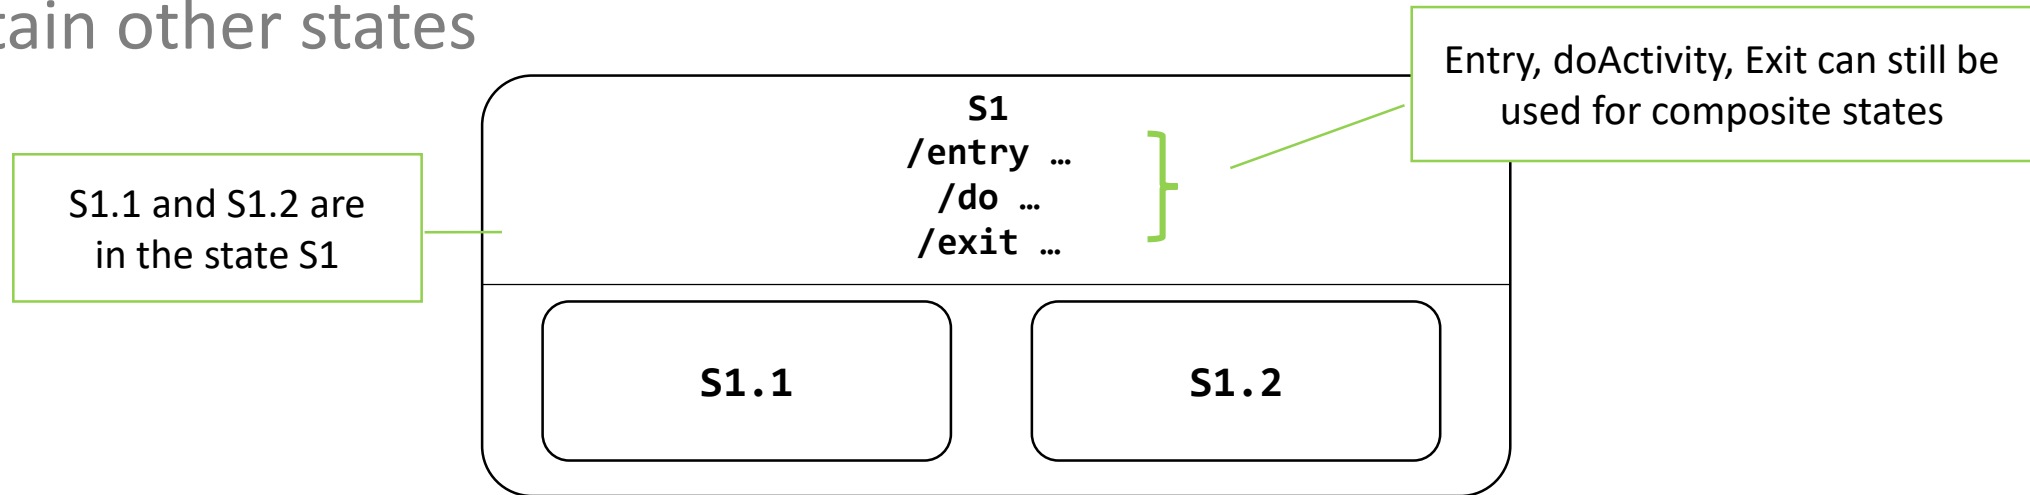 other states
Entry, doActivity, Exit can still be
used for composite states
S1
/entry …
/do …
/exit …
S1.1 and S1.2 are
in the state S1
S1.1
S1.2